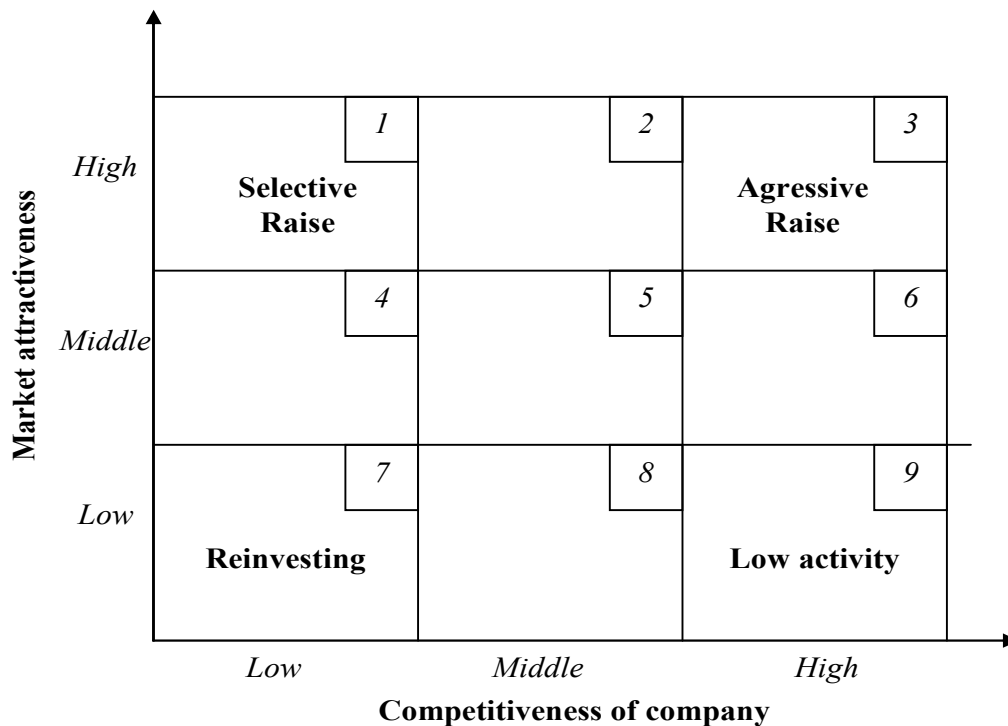 1
2
3
High
Selective
Raise
Agressive
Raise
4
5
6
Middle
Market attractiveness
7
8
9
Low
Reinvesting
Low activity
Low
Middle
High
Competitiveness of company